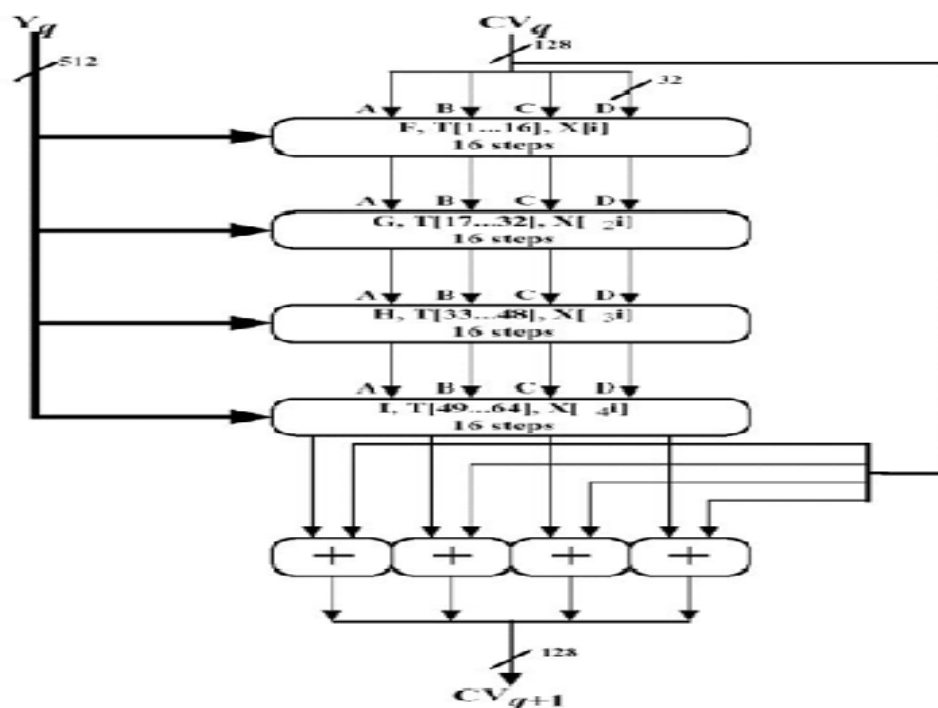 Yq CVq
512 128
32
A B C D
F, T[1...16], X[i]
16 steps
A B C D
G, T[17...32], X[ 2i]
16 steps
A B C D
H, T[33...48], X[ 3i]
16 steps
A B C D
I, T[49...64], X[ 4i]
16 steps
+ + + +
128
CVq+1